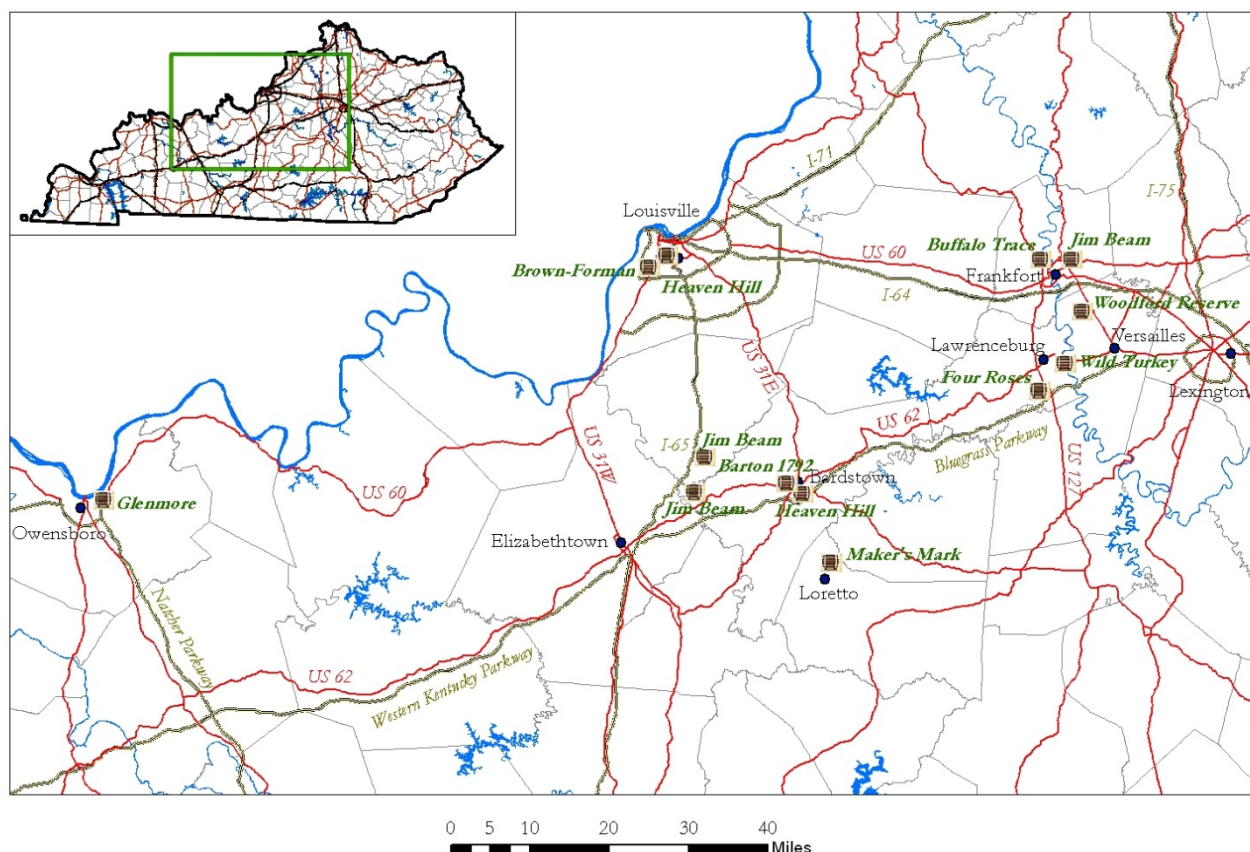 I-71
I-75
Louisville
US 60
Buffalo Trace
Jim Beam
Brown-Forman
Heaven Hill
Frankfort
I-64
Woodford Reserve
Versailles
Lawrenceburg
Wild Turkey
US 31E
Four Roses
Lexington
US 62
US 31W
I-65
Jim Beam
Bluegrass Parkway
US 127
Barton 1792
Bardstown
US 60
Glenmore
Jim Beam
Heaven Hill
Owensboro
Elizabethtown
Maker's Mark
Loretto
Natcher Parkway
US 62
Western Kentucky Parkway
0 5 10 20 30 40
Miles